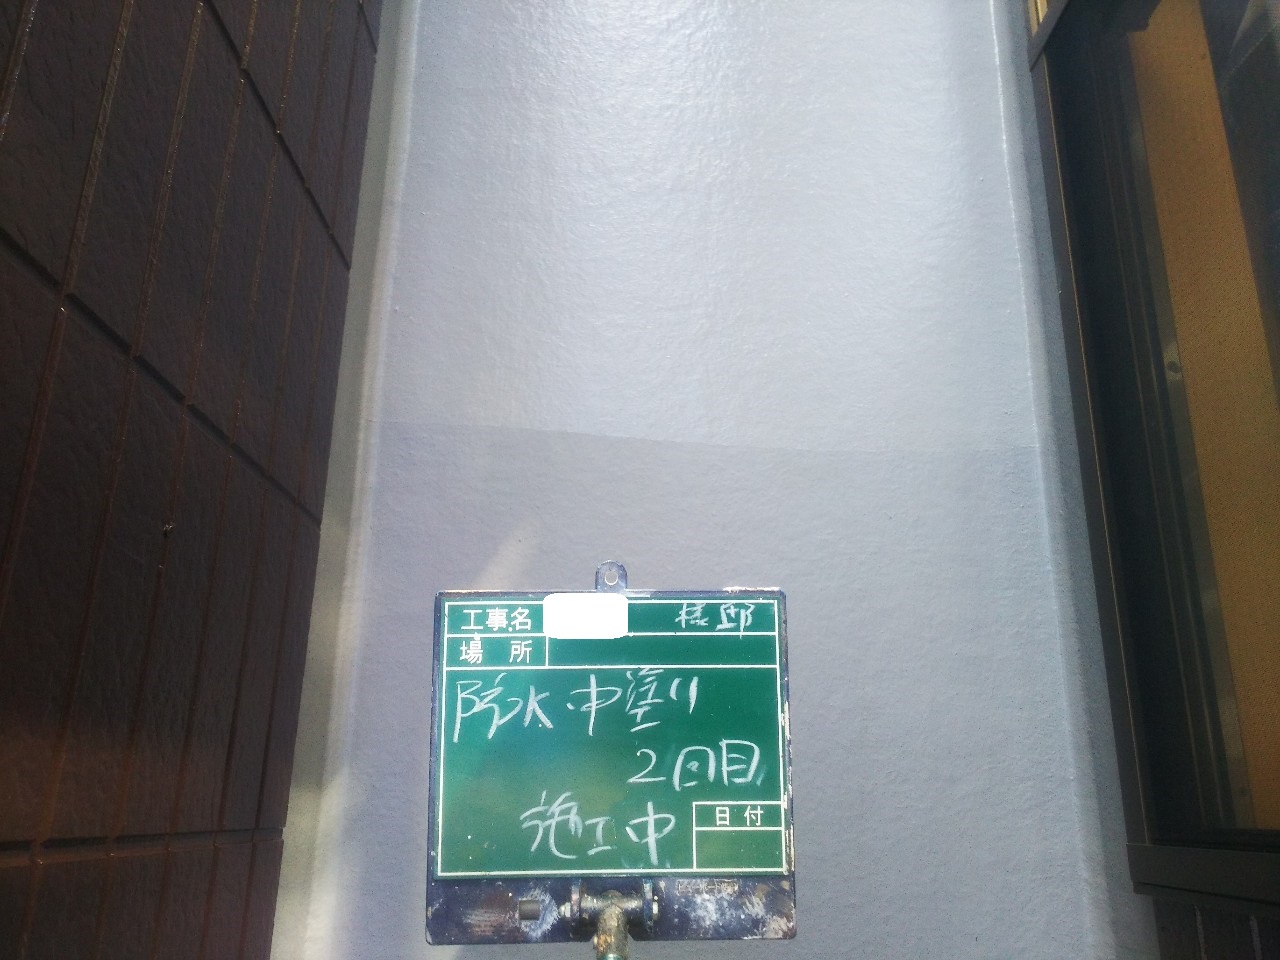 工事名 様邸
場所
防水・中塗り
2回目
施工中
日付